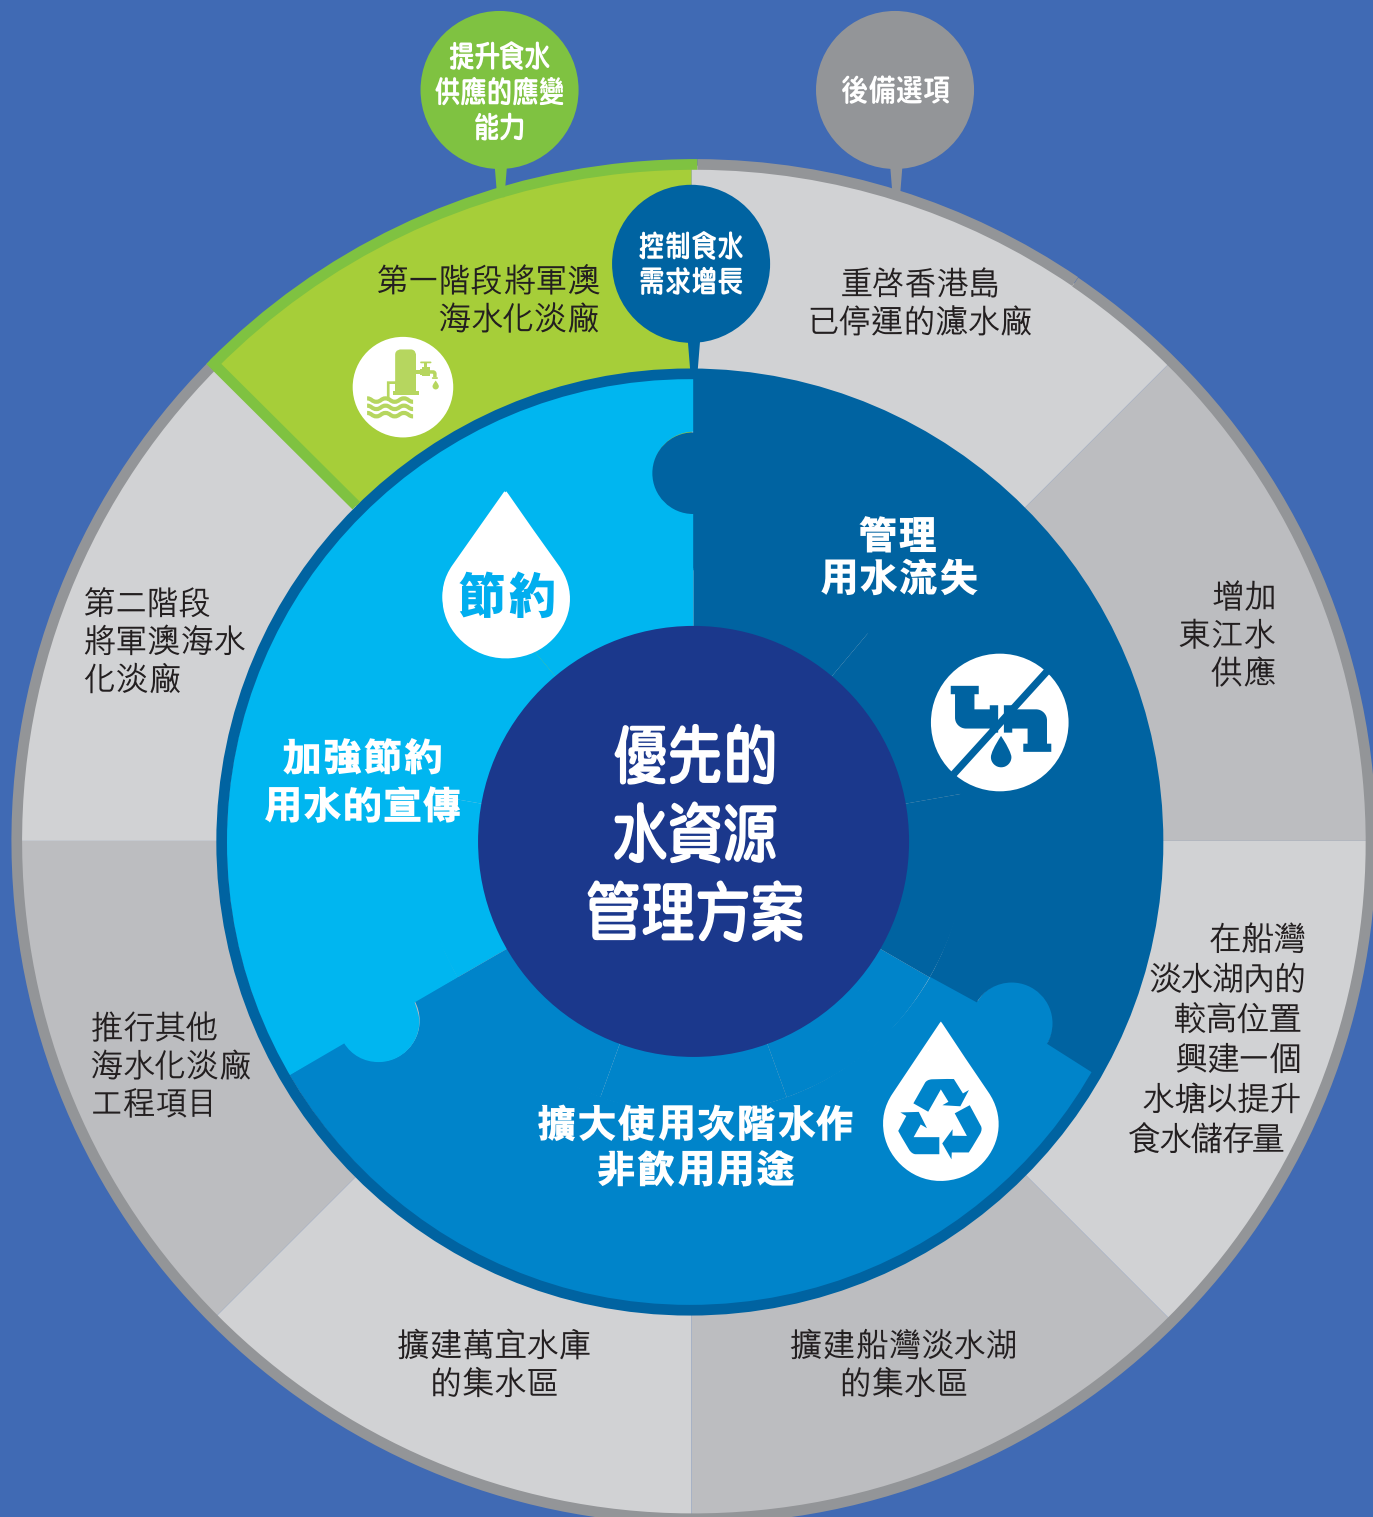 提升食水
供應的應變
能力
後備選項
控制食水
需求增長
第一階段將軍澳
海水化淡廠
重啓香港島
已停運的濾水廠
增加
東江水
供應
在船灣
淡水湖內的
較高位置
興建一個
水塘以提升
食水儲存量
擴建船灣淡水湖
的集水區
擴建萬宜水庫
的集水區
推行其他
海水化淡廠
工程項目
第二階段
將軍澳海水
化淡廠
節約
加強節約
用水的宣傳
管理
用水流失
擴大使用次階水作
非飲用用途
優先的
水資源
管理方案